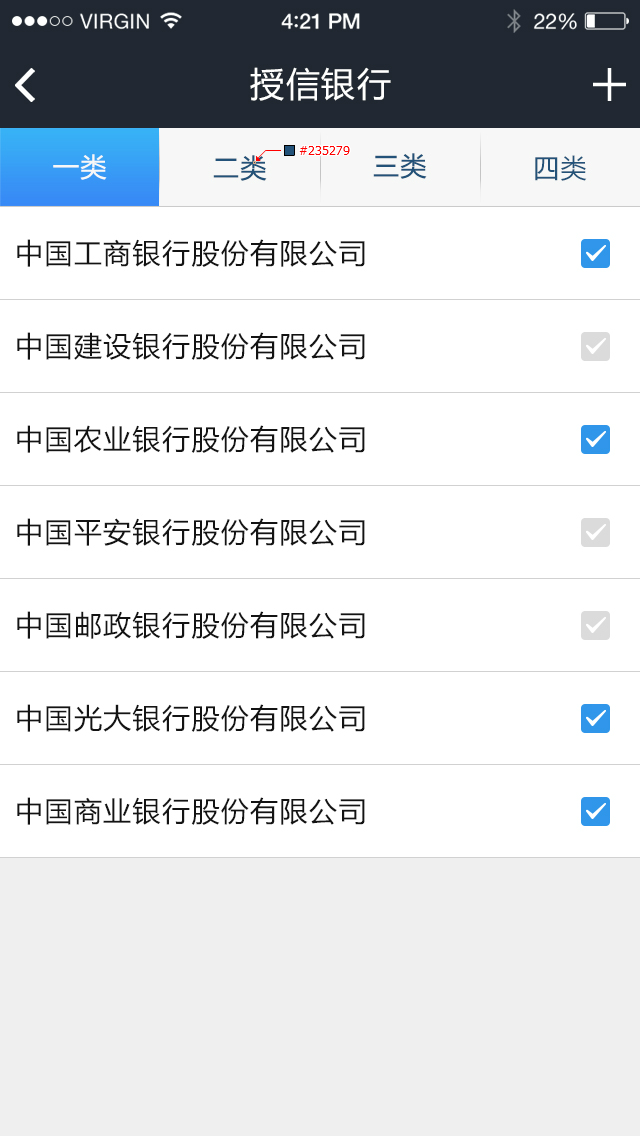 VIRGIN 4:21 PM 22%
授信银行
一类 二类 #235279 三类 四类
中国工商银行股份有限公司
中国建设银行股份有限公司
中国农业银行股份有限公司
中国平安银行股份有限公司
中国邮政银行股份有限公司
中国光大银行股份有限公司
中国商业银行股份有限公司